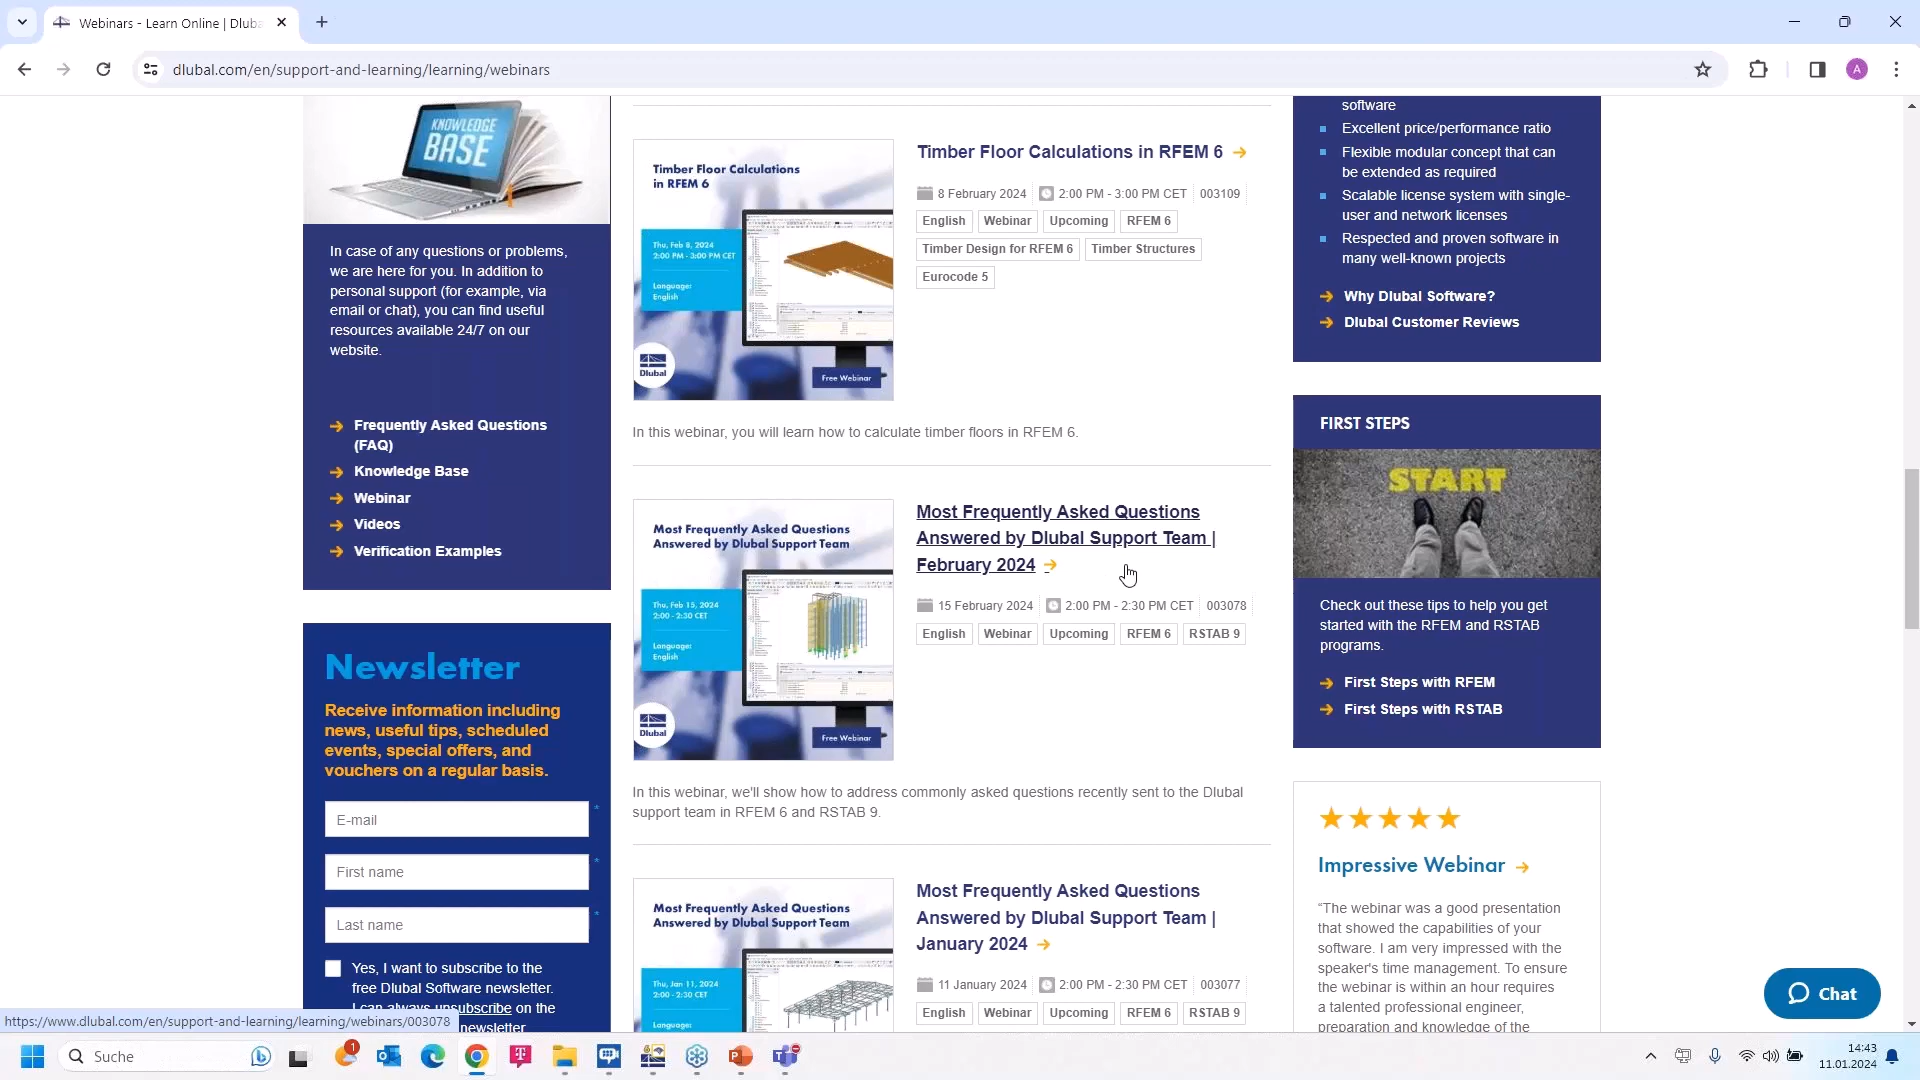 Webinars - Learn Online | Dluba
dlubal.com/en/support-and-learning/learning/webinars
A
KNOWLEDGE
BASE
In case of any questions or problems,
we are here for you. In addition to
personal support (for example, via
email or chat), you can find useful
resources available 24/7 on our
website.
Frequently Asked Questions
(FAQ)
Knowledge Base
Webinar
Videos
Verification Examples
Newsletter
Receive information including
news, useful tips, scheduled
events, special offers, and
vouchers on a regular basis.
E-mail
*
First name
*
Last name
*
Yes, I want to subscribe to the
free Dlubal Software newsletter.
I can always unsubscribe on the
newsletter
https://www.dlubal.com/en/support-and-learning/learning/webinars/003078
Timber Floor Calculations
in RFEM 6
Thu, Feb 8, 2024
2:00 PM - 3:00 PM CET
Language:
English
Dlubal
Free Webinar
Timber Floor Calculations in RFEM 6
8 February 2024 2:00 PM - 3:00 PM CET 003109
English Webinar Upcoming RFEM 6
Timber Design for RFEM 6 Timber Structures
Eurocode 5
In this webinar, you will learn how to calculate timber floors in RFEM 6.
Most Frequently Asked Questions
Answered by Dlubal Support Team
Thu, Feb 15, 2024
2:00 - 2:30 CET
Language:
English
Dlubal
Free Webinar
Most Frequently Asked Questions
Answered by Dlubal Support Team |
February 2024
15 February 2024 2:00 PM - 2:30 PM CET 003078
English Webinar Upcoming RFEM 6 RSTAB 9
In this webinar, we'll show how to address commonly asked questions recently sent to the Dlubal
support team in RFEM 6 and RSTAB 9.
Most Frequently Asked Questions
Answered by Dlubal Support Team
Thu, Jan 11, 2024
2:00 - 2:30 CET
Language:
Most Frequently Asked Questions
Answered by Dlubal Support Team |
January 2024
11 January 2024 2:00 PM - 2:30 PM CET 003077
English Webinar Upcoming RFEM 6 RSTAB 9
software
Excellent price/performance ratio
Flexible modular concept that can
be extended as required
Scalable license system with single-
user and network licenses
Respected and proven software in
many well-known projects
Why Dlubal Software?
Dlubal Customer Reviews
FIRST STEPS
START
Check out these tips to help you get
started with the RFEM and RSTAB
programs.
First Steps with RFEM
First Steps with RSTAB
Impressive Webinar
“The webinar was a good presentation
that showed the capabilities of your
software. I am very impressed with the
speaker's time management. To ensure
the webinar is within an hour requires
a talented professional engineer,
preparation and knowledge of the
Chat
Suche
1
14:43
11.01.2024